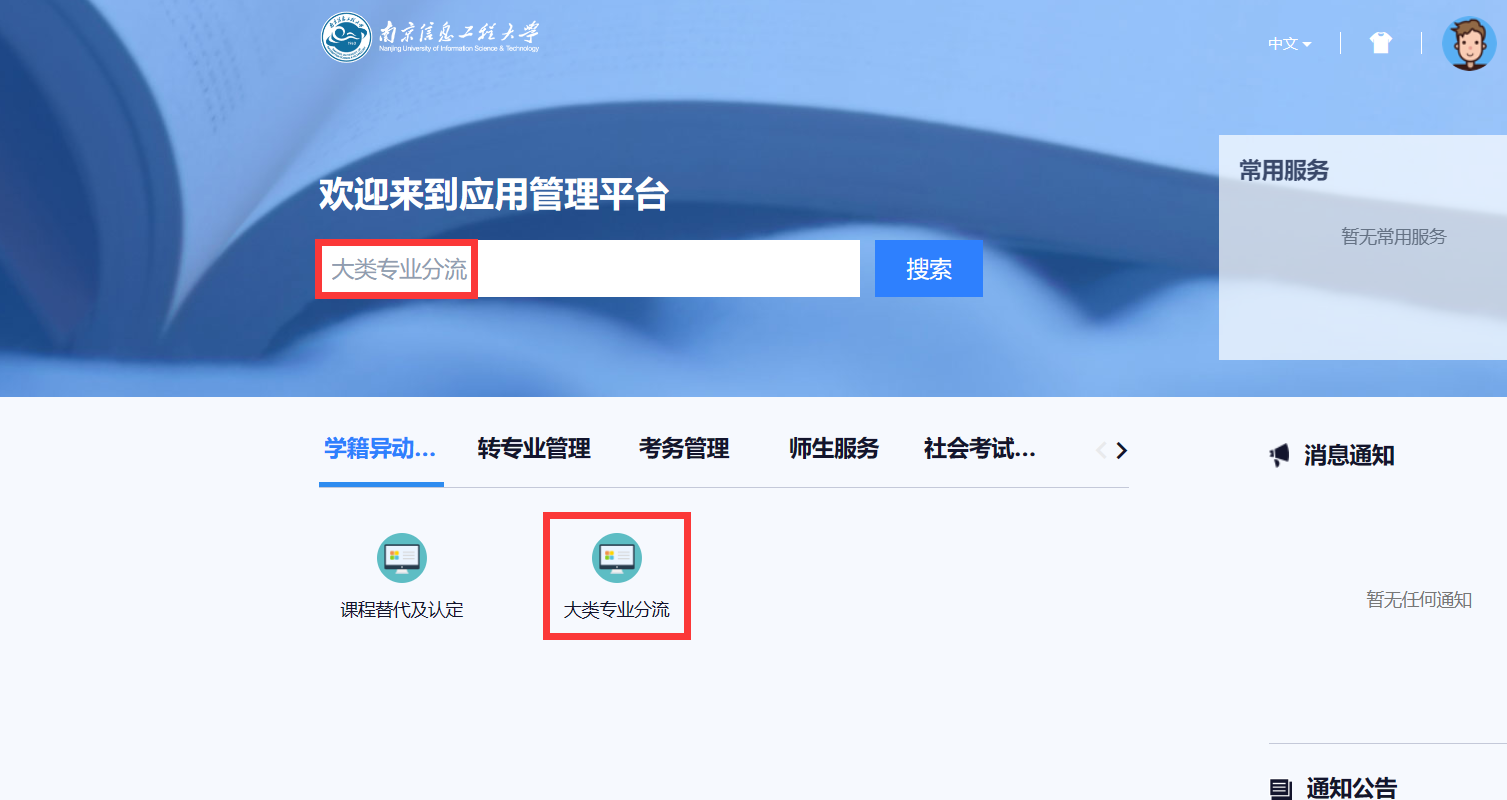 南京信息工程大学
Nanjing University of Information Science & Technology
中文
欢迎来到应用管理平台
大类专业分流
搜索
常用服务
暂无常用服务
学籍异动... 转专业管理 考务管理 师生服务 社会考试...
课程替代及认定
大类专业分流
消息通知
暂无任何通知
通知公告